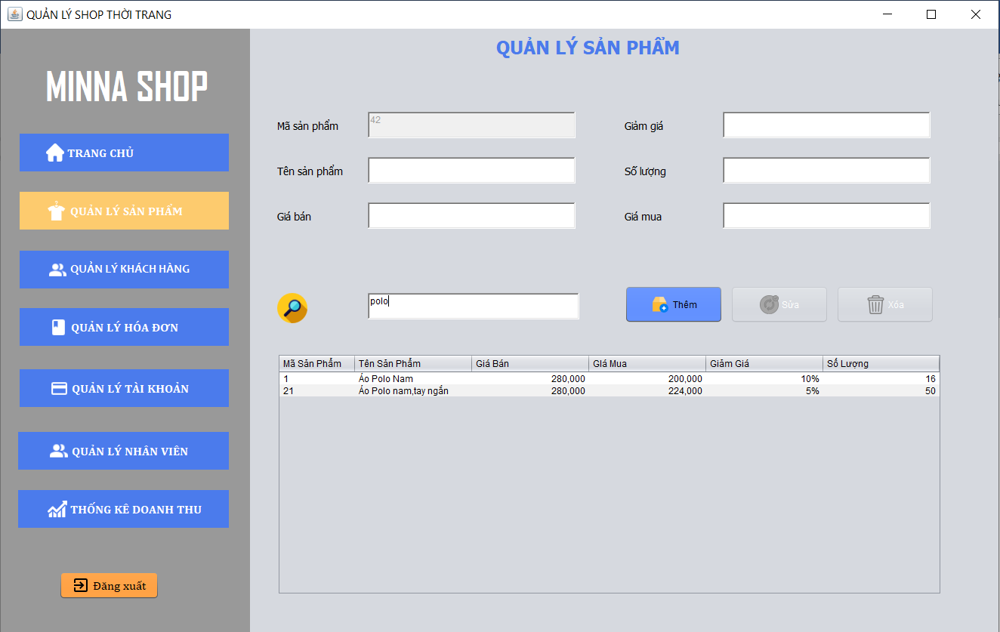 QUẢN LÝ SHOP THỜI TRANG
MINNA SHOP
TRANG CHỦ
QUẢN LÝ SẢN PHẨM
QUẢN LÝ KHÁCH HÀNG
QUẢN LÝ HÓA ĐƠN
QUẢN LÝ TÀI KHOẢN
QUẢN LÝ NHÂN VIÊN
THỐNG KÊ DOANH THU
Đăng xuất
QUẢN LÝ SẢN PHẨM
Mã sản phẩm 42 Giảm giá
Tên sản phẩm Số lượng
Giá bán Giá mua
polo Thêm Sửa Xóa
Mã Sản Phẩm Tên Sản Phẩm Giá Bán GIá Mua Giảm Giá Số Lượng
1 Áo Polo Nam 280,000 200,000 10% 16
21 Áo Polo nam,tay ngắn 280,000 224,000 5% 50